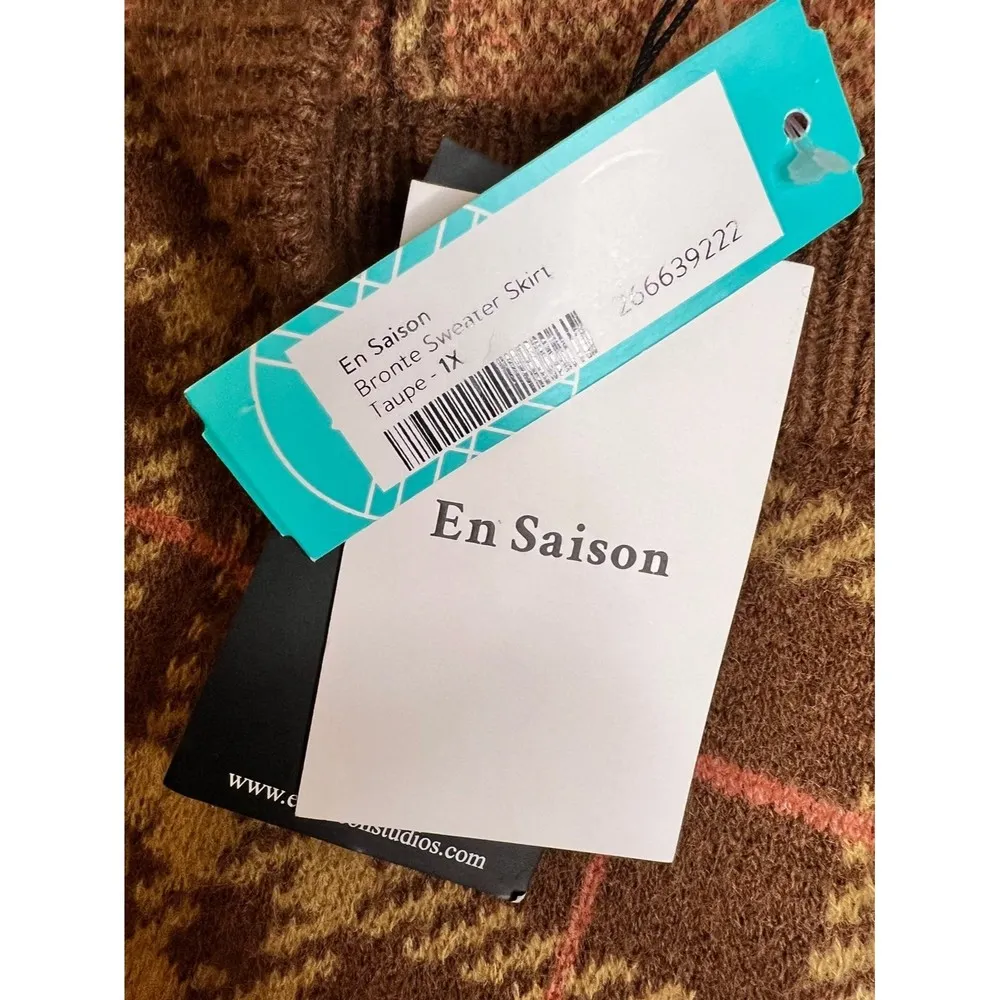 En Saison
Bronte Sweater Skirt
Taupe - 1X
266639222
En Saison